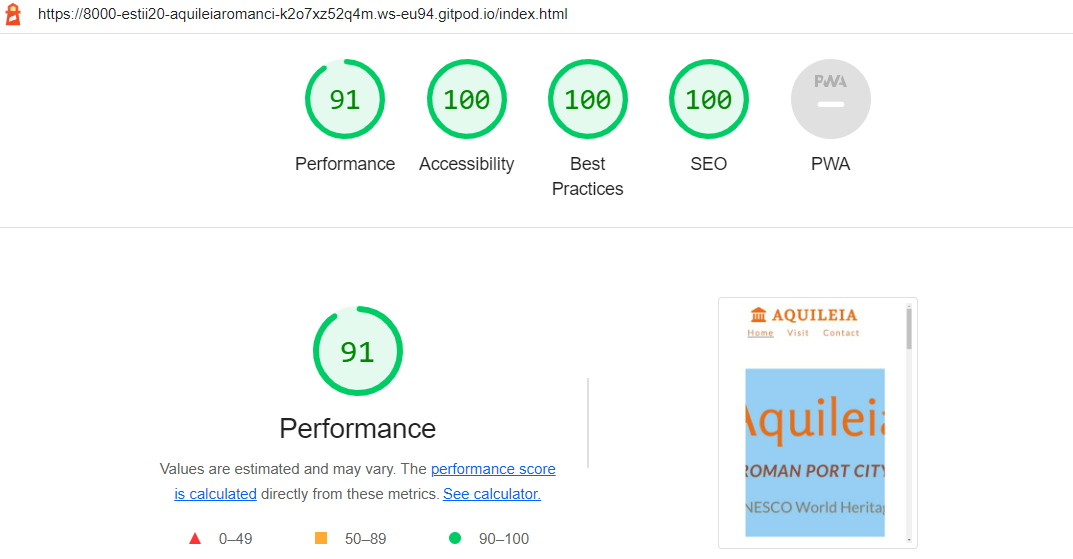 https://8000-estii20-aquileiaromanci-k2o7xz52q4m.ws-eu94.gitpod.io/index.html
91
100
100
100
PWA
Performance
Accessibility
Best
Practices
SEO
PWA
91
Performance
Values are estimated and may vary. The performance score
is calculated directly from these metrics. See calculator.
0–49
50–89
90–100
AQUILEIA
Home Visit Contact
Aquileia
ROMAN PORT CITY
NESCO World Heritag